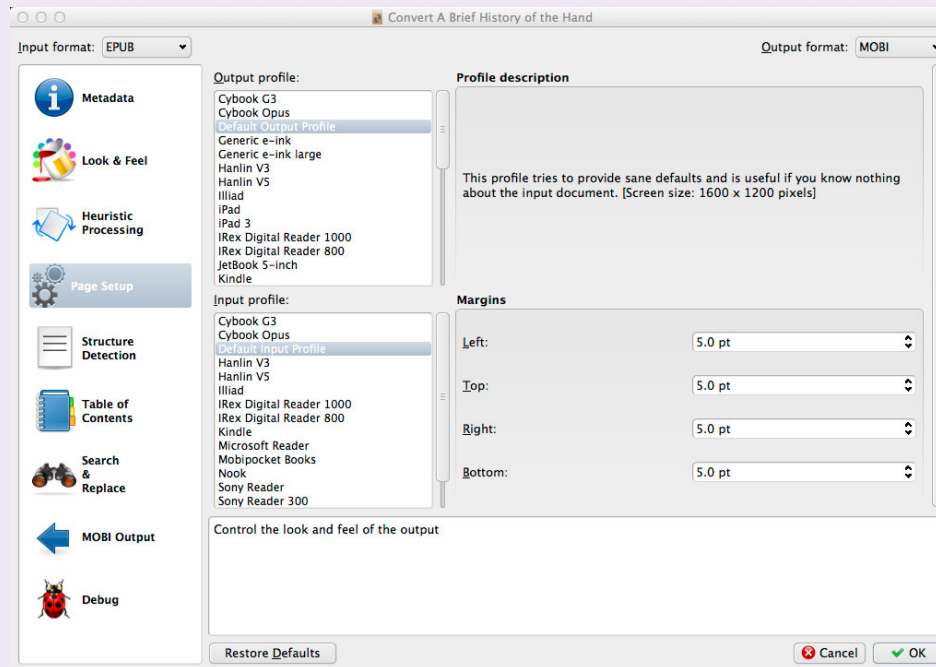 Convert A Brief History of the Hand
Input format: EPUB
Output format: MOBI
Metadata
Look & Feel
Heuristic
Processing
Page Setup
Structure
Detection
Table of
Contents
Search
&
Replace
MOBI Output
Debug
Output profile:
Cybook G3
Cybook Opus
Default Output Profile
Generic e-ink
Generic e-ink large
Hanlin V3
Hanlin V5
Illiad
iPad
iPad 3
IRex Digital Reader 1000
IRex Digital Reader 800
JetBook 5-inch
Kindle
Profile description
This profile tries to provide sane defaults and is useful if you know nothing
about the input document. [Screen size: 1600 x 1200 pixels]
Input profile:
Cybook G3
Cybook Opus
Default Input Profile
Hanlin V3
Hanlin V5
Illiad
IRex Digital Reader 1000
IRex Digital Reader 800
Kindle
Microsoft Reader
Mobipocket Books
Nook
Sony Reader
Sony Reader 300
Margins
Left: 5.0 pt
Top: 5.0 pt
Right: 5.0 pt
Bottom: 5.0 pt
Control the look and feel of the output
Restore Defaults
Cancel
OK